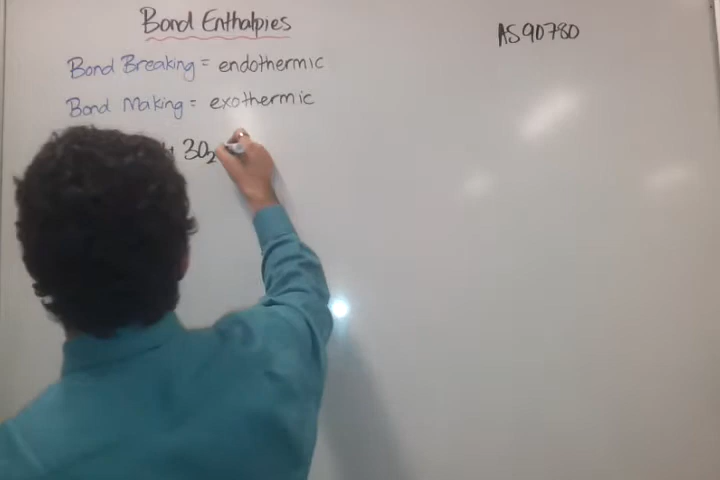 Bond Enthalpies
AS90780
Bond Breaking = endothermic
Bond Making = exothermic
+ 3O₂